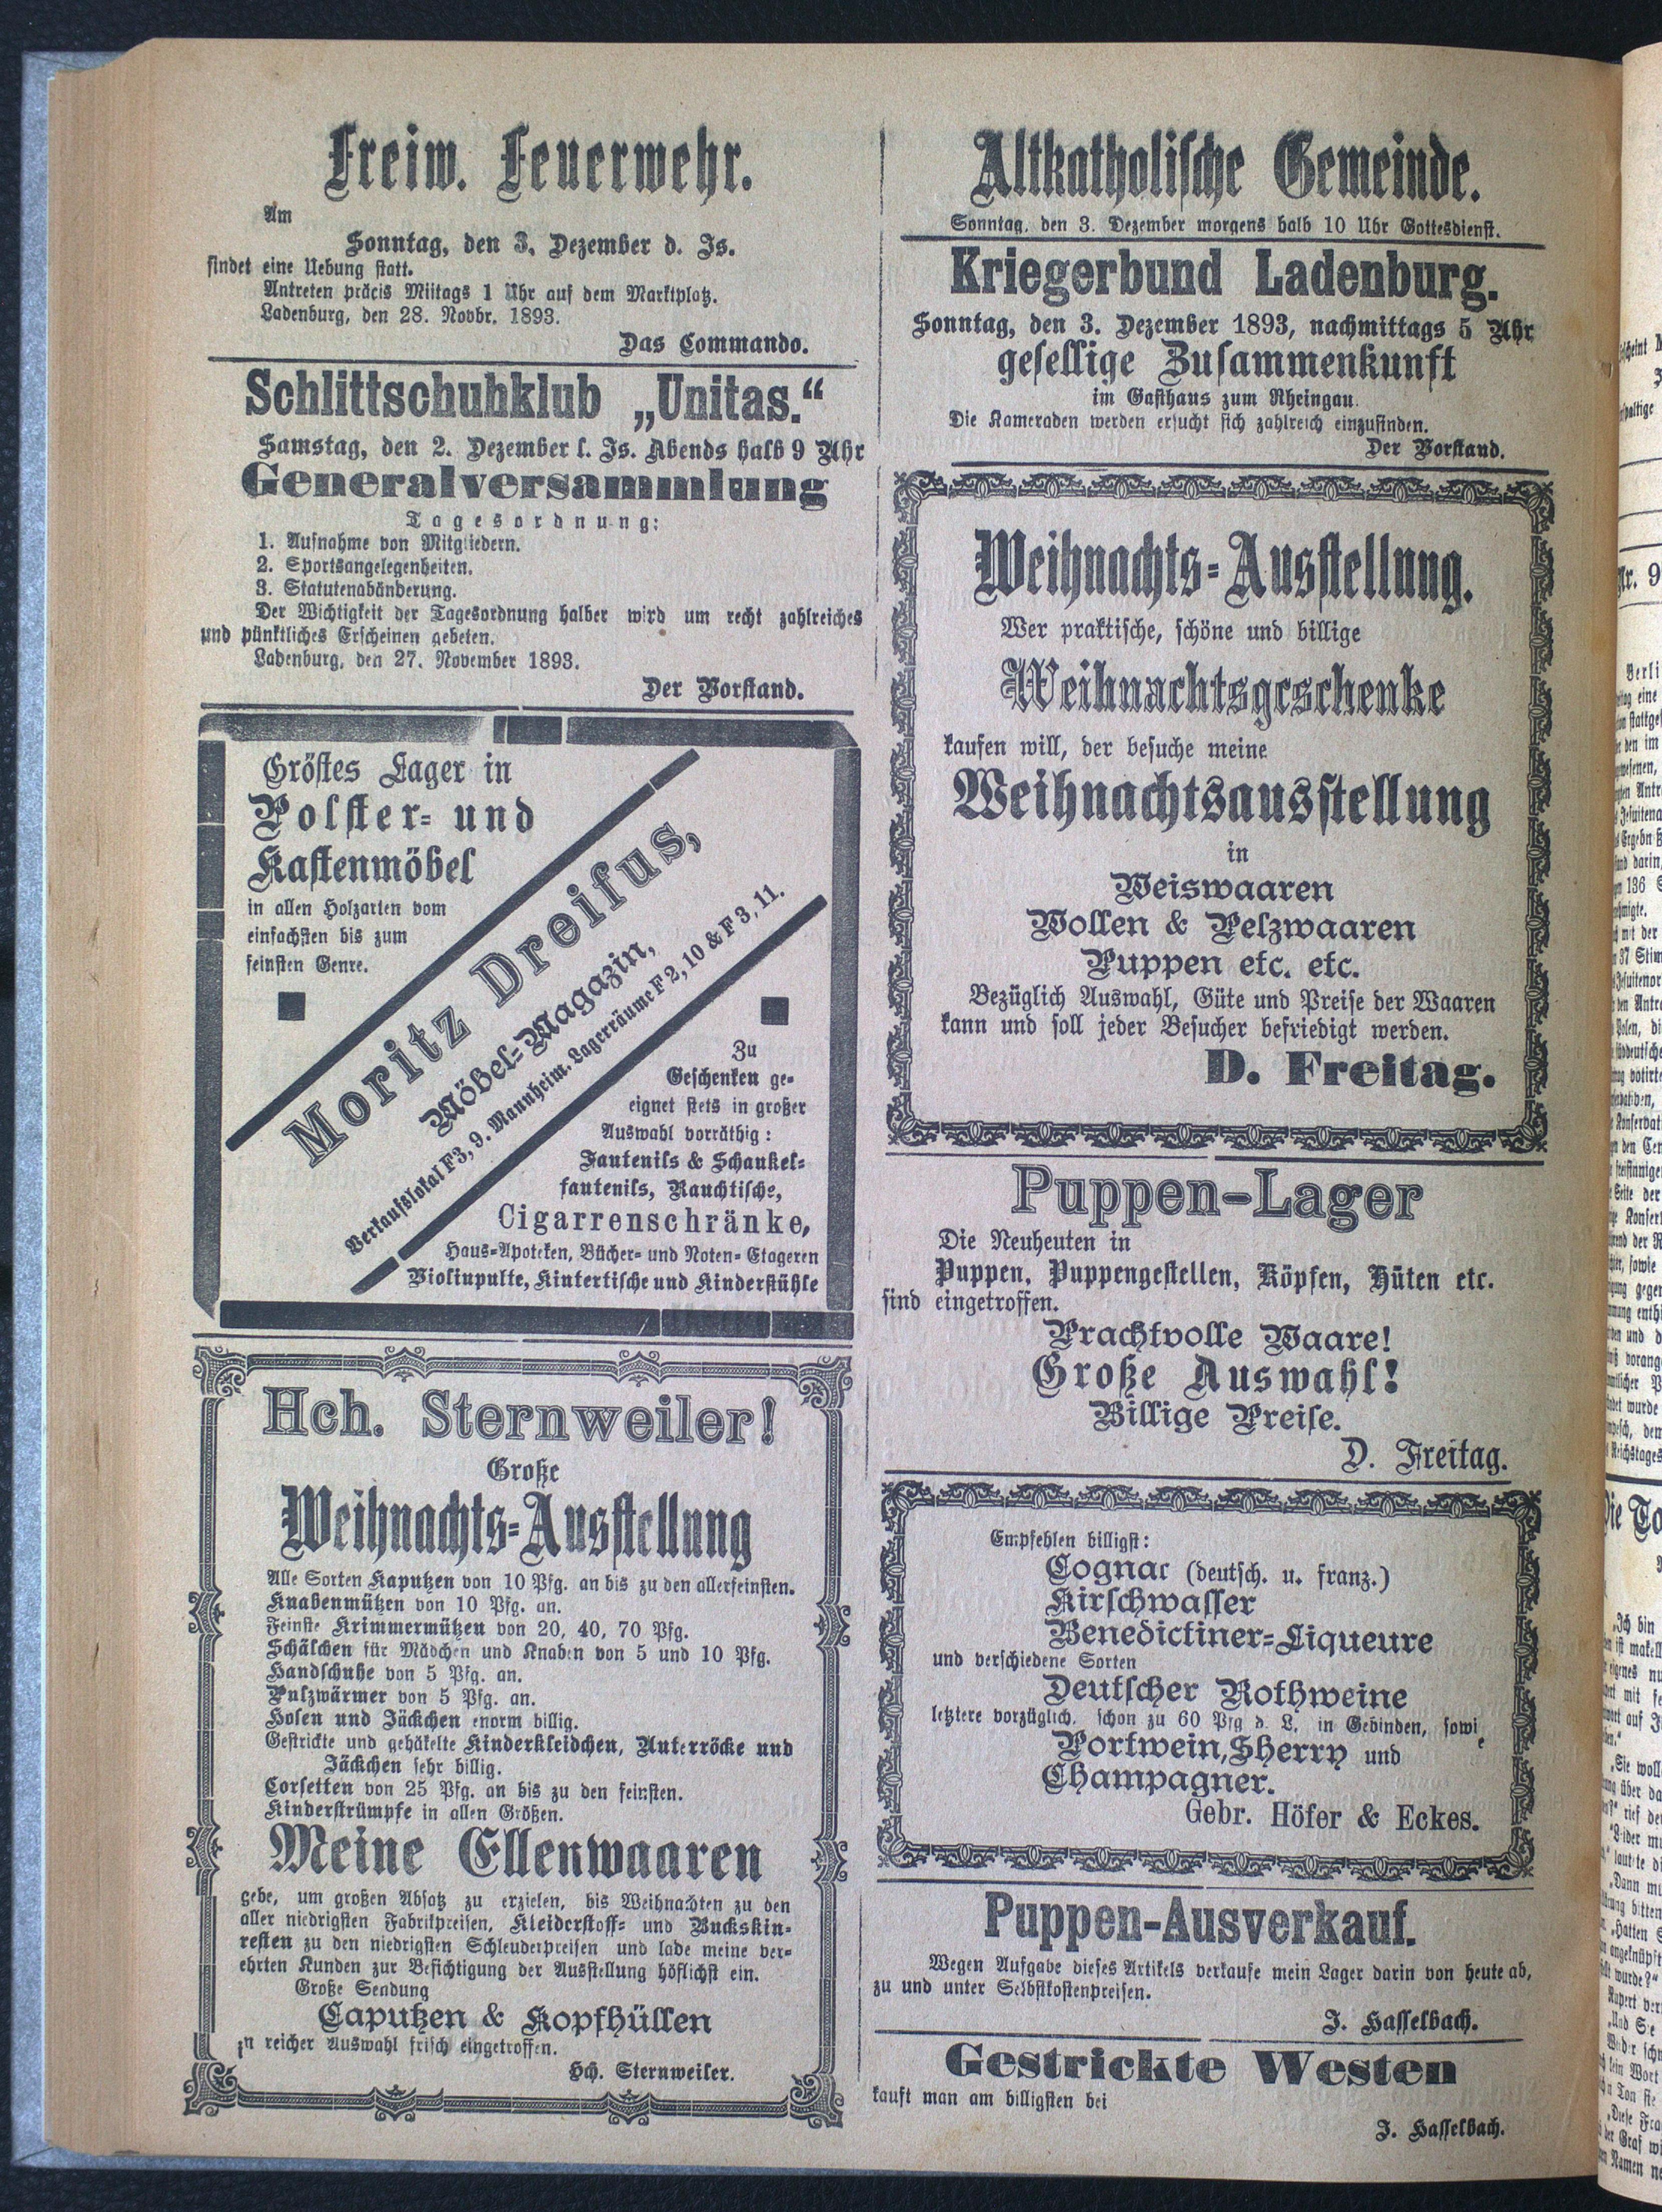 Freiw. Feuerwehr.
Am
Sonntag, den 3. Dezember d. Js.
findet eine Uebung statt.
Antreten präcis Miitags 1 Uhr auf dem Marktplatz.
Ladenburg, den 28. Novbr. 1893.
Das Commando.
Schlittschuhklub „Unitas.“
Samstag, den 2. Dezember l. Js. Abends halb 9 Uhr
Generalversammlung
Tagesordnung:
1. Aufnahme von Mitgliedern.
2. Sportsangelegenheiten.
3. Statutenabänderung.
Der Wichtigkeit der Tagesordnung halber wird um recht zahlreiches
und pünktliches Erscheinen gebeten.
Ladenburg, den 27. November 1893.
Der Vorstand.
Gröstes Lager in
Polster- und
Kastenmöbel
in allen Holzarten vom
einfachsten bis zum
feinsten Genre.
Moritz Dreifus,
Möbel-Magazin,
Verkaufslokal F3, 9. Mannheim. Lagerräume F 2, 10 & F 3, 11.
Zu
Geschenken ge-
eignet stets in großer
Auswahl vorräthig:
Fautenils & Schaukel-
fautenils, Rauchtische,
Cigarrenschränke,
Haus-Apoteken, Bücher- und Noten-Etageren
Violinpulte, Kintertische und Kinderstühle
Hch. Sternweiler!
Große
Weihnachts-Ausstellung
Alle Sorten Kaputzen von 10 Pfg. an bis zu den allerfeinsten.
Knabenmützen von 10 Pfg. an.
Feinste Krimmermützen von 20, 40, 70 Pfg.
Schälchen für Mädchen und Knaben von 5 und 10 Pfg.
Handschuhe von 5 Pfg. an.
Pulzwärmer von 5 Pfg. an.
Hosen und Jäckchen enorm billig.
Gestrickte und gehäkelte Kinderkleidchen, Unterröcke und
Jäckchen sehr billig.
Corsetten von 25 Pfg. an bis zu den feinsten.
Kinderstrümpfe in allen Größen.
Meine Ellenwaaren
gebe, um großen Absatz zu erzielen, bis Weihnachten zu den
aller niedrigsten Fabrikpreisen, Kleiderstoff- und Buckskin-
resten zu den niedrigsten Schleuderpreisen und lade meine ver-
ehrten Kunden zur Besichtigung der Ausstellung höflichst ein.
Große Sendung
Caputzen & Kopfhüllen
in reicher Auswahl frisch eingetroffen.
Hch. Sternweiler.
Altkatholische Gemeinde.
Sonntag, den 3. Dezember morgens halb 10 Uhr Gottesdienst.
Kriegerbund Ladenburg.
Sonntag, den 3. Dezember 1893, nachmittags 5 Uhr
gesellige Zusammenkunft
im Gasthaus zum Rheingau.
Die Kameraden werden ersucht sich zahlreich einzufinden.
Der Vorstand.
Weihnachts-Ausstellung.
Wer praktische, schöne und billige
Weihnachtsgeschenke
kaufen will, der besuche meine
Weihnachtsausstellung
in
Weiswaaren
Wollen & Pelzwaaren
Puppen etc. etc.
Bezüglich Auswahl, Güte und Preise der Waaren
kann und soll jeder Besucher befriedigt werden.
D. Freitag.
Puppen-Lager
Die Neuheuten in
Puppen, Puppengestellen, Köpfen, Hüten etc.
sind eingetroffen.
Prachtvolle Waare!
Große Auswahl!
Billige Preise.
D. Freitag.
Empfehlen billigst:
Cognac (deutsch. u. franz.)
Kirschwasser
Benedictiner-Liqueure
und verschiedene Sorten
Deutscher Rothweine
letztere vorzüglich, schon zu 60 Pfg d. L. in Gebinden, sowie
Portwein, Sherry und
Champagner.
Gebr. Höfer & Eckes.
Puppen-Ausverkauf.
Wegen Aufgabe dieses Artikels verkaufe mein Lager darin von heute ab,
zu und unter Selbstkostenpreisen.
J. Hasselbach.
Gestrickte Westen
kauft man am billigsten bei
J. Hasselbach.